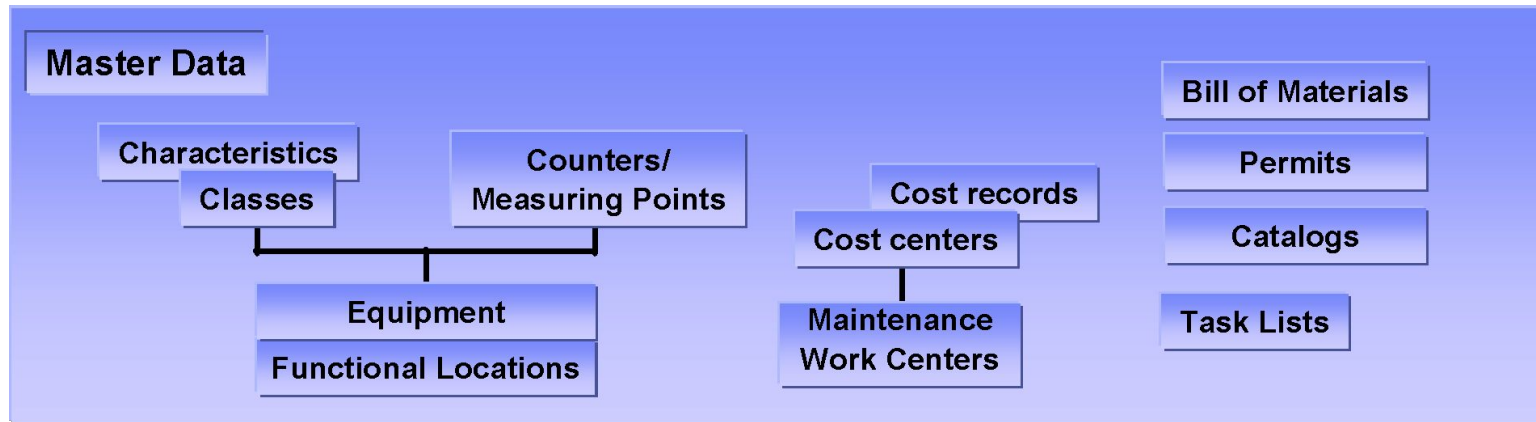 Master Data
Characteristics
Classes
Counters/
Measuring Points
Equipment
Functional Locations
Cost records
Cost centers
Maintenance
Work Centers
Bill of Materials
Permits
Catalogs
Task Lists